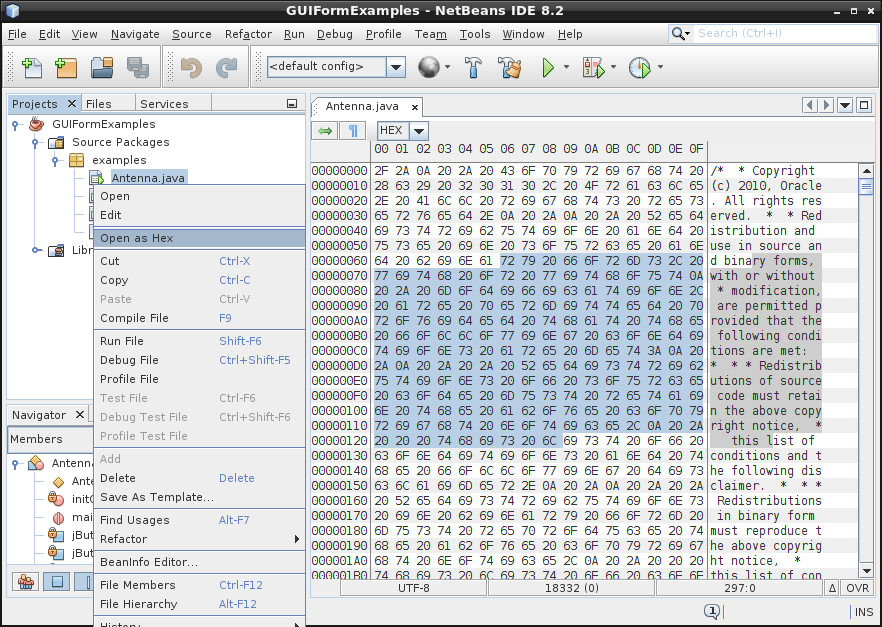 GUIFormExamples - NetBeans IDE 8.2
File Edit View Navigate Source Refactor Run Debug Profile Team Tools Window Help
Search (Ctrl+I)
<default config>
Projects Files Services
GUIFormExamples
Source Packages
examples
Antenna.java
Open
Edit
Open as Hex
Cut Ctrl-X
Copy Ctrl-C
Paste Ctrl-V
Compile File F9
Run File Shift-F6
Debug File Ctrl+Shift-F5
Profile File
Test File Ctrl-F6
Debug Test File Ctrl+Shift-F6
Profile Test File
Add
Delete Delete
Save As Template...
Find Usages Alt-F7
Refactor
BeanInfo Editor...
File Members Ctrl-F12
File Hierarchy Alt-F12
History
Navigator
Members
Antenna.java
HEX
00 01 02 03 04 05 06 07 08 09 0A 0B 0C 0D 0E 0F
00000000 2F 2A 0A 20 2A 20 43 6F 70 79 72 69 67 68 74 20 /* * Copyright
00000010 28 63 29 20 32 30 31 30 2C 20 4F 72 61 63 6C 65 (c) 2010, Oracle
00000020 2E 20 41 6C 6C 20 72 69 67 68 74 73 20 72 65 73 . All rights res
00000030 65 72 76 65 64 2E 0A 20 2A 0A 20 2A 20 52 65 64 erved. * * Red
00000040 69 73 74 72 69 62 75 74 69 6F 6E 20 61 6E 64 20 istribution and
00000050 75 73 65 20 69 6E 20 73 6F 75 72 63 65 20 61 6E use in source an
00000060 64 20 62 69 6E 61 72 79 20 66 6F 72 6D 73 2C 20 d binary forms,
00000070 77 69 74 68 20 6F 72 20 77 69 74 68 6F 75 74 0A with or without
00000080 20 2A 20 6D 6F 64 69 66 69 63 61 74 69 6F 6E 2C * modification,
00000090 20 61 72 65 20 70 65 72 6D 69 74 74 65 64 20 70 are permitted p
000000A0 72 6F 76 69 64 65 64 20 74 68 61 74 20 74 68 65 rovided that the
000000B0 20 66 6F 6C 6C 6F 77 69 6E 67 20 63 6F 6E 64 69 following condi
000000C0 74 69 6F 6E 73 20 61 72 65 20 6D 65 74 3A 0A 20 tions are met:
000000D0 2A 0A 20 2A 20 2A 20 52 65 64 69 73 74 72 69 62 * * * Redistrib
000000E0 75 74 69 6F 6E 73 20 6F 66 20 73 6F 75 72 63 65 utions of source
000000F0 20 63 6F 64 65 20 6D 75 73 74 20 72 65 74 61 69 code must retai
00000100 6E 20 74 68 65 20 61 62 6F 76 65 20 63 6F 70 79 n the above copy
00000110 72 69 67 68 74 20 6E 6F 74 69 63 65 2C 0A 20 2A right notice, *
00000120 20 20 20 74 68 69 73 20 6C 69 73 74 20 6F 66 20 this list of
00000130 63 6F 6E 64 69 74 69 6F 6E 73 20 61 6E 64 20 74 conditions and t
00000140 68 65 20 66 6F 6C 6C 6F 77 69 6E 67 20 64 69 73 he following dis
00000150 63 6C 61 69 6D 65 72 2E 0A 20 2A 0A 20 2A 20 2A claimer. * * *
00000160 20 52 65 64 69 73 74 72 69 62 75 74 69 6F 6E 73 Redistributions
00000170 20 69 6E 20 62 69 6E 61 72 79 20 66 6F 72 6D 20 in binary form
00000180 6D 75 73 74 20 72 65 70 72 6F 64 75 63 65 20 74 must reproduce t
00000190 68 65 20 61 62 6F 76 65 20 63 6F 70 79 72 69 67 he above copyrig
000001A0 68 74 20 6E 6F 74 69 63 65 2C 0A 20 2A 20 20 20 ht notice, *
000001B0 74 68 69 73 20 6C 69 73 74 20 6F 66 20 63 6F 6E this list of con
UTF-8 18332 (0) 297:0 Δ OVR
1 INS